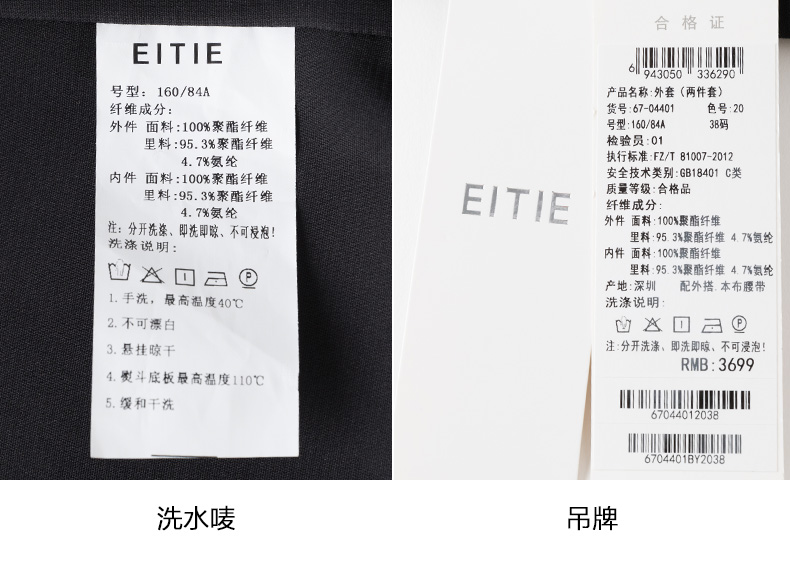 EITIE
号型: 160/84A
纤维成分:
外件 面料:100%聚酯纤维
里料:95.3%聚酯纤维
4.7%氨纶
内件 面料:100%聚酯纤维
里料:95.3%聚酯纤维
4.7%氨纶
注: 分开洗涤、即洗即晾、不可浸泡!
洗涤说明:
1.手洗，最高温度40℃
2.不可漂白
3.悬挂晾干
4.熨斗底板最高温度110℃
5.缓和干洗
洗水唛
EITIE
合格证
6 943050 336290
产品名称:外套（两件套）
货号:67-04401 色号:20
号型:160/84A 38码
检验员:01
执行标准:FZ/T 81007-2012
安全技术类别:GB18401 C类
质量等级:合格品
纤维成分:
外件 面料:100%聚酯纤维
里料:95.3%聚酯纤维 4.7%氨纶
内件 面料:100%聚酯纤维
里料:95.3%聚酯纤维 4.7%氨纶
产地:深圳 配外搭.本布腰带
洗涤说明:
P
注:分开洗涤、即洗即晾、不可浸泡!
RMB:3699
67044012038
6704401BY2038
吊牌